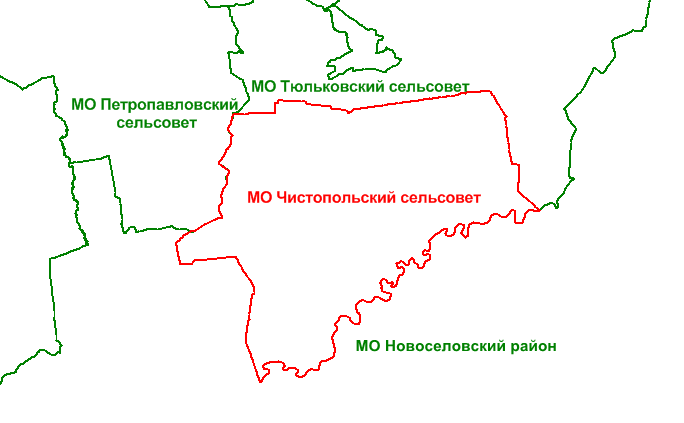 МО Тюльковский сельсовет
МО Петропавловский
сельсовет
МО Чистопольский сельсовет
МО Новоселовский район